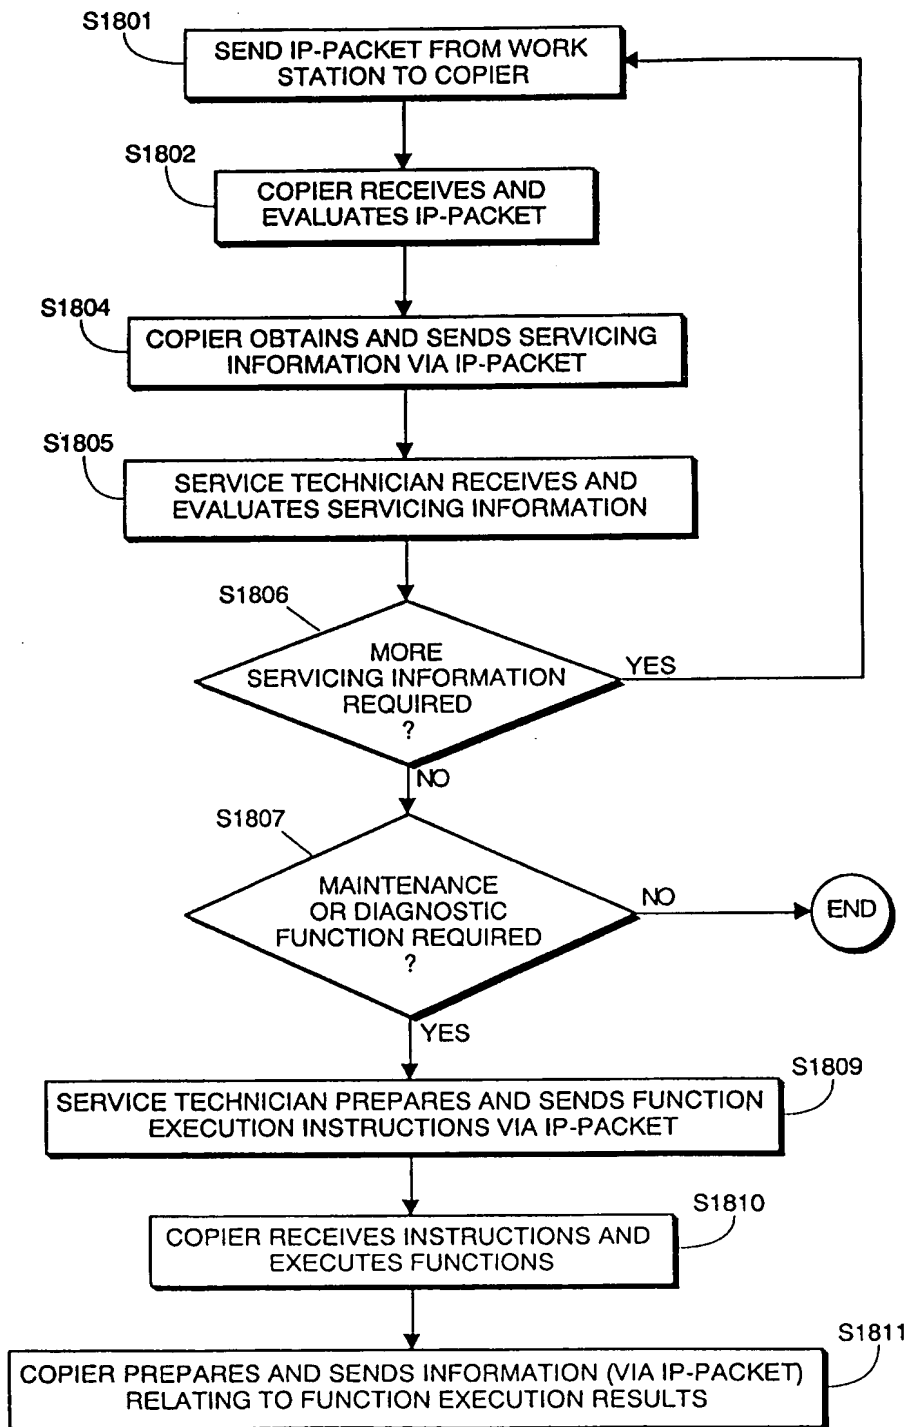 S1801
SEND IP-PACKET FROM WORK
STATION TO COPIER
S1802
COPIER RECEIVES AND
EVALUATES IP-PACKET
S1804
COPIER OBTAINS AND SENDS SERVICING
INFORMATION VIA IP-PACKET
S1805
SERVICE TECHNICIAN RECEIVES AND
EVALUATES SERVICING INFORMATION
S1806
MORE
SERVICING INFORMATION
REQUIRED
?
YES
NO
S1807
MAINTENANCE
OR DIAGNOSTIC
FUNCTION REQUIRED
?
NO
END
YES
S1809
SERVICE TECHNICIAN PREPARES AND SENDS FUNCTION
EXECUTION INSTRUCTIONS VIA IP-PACKET
S1810
COPIER RECEIVES INSTRUCTIONS AND
EXECUTES FUNCTIONS
S1811
COPIER PREPARES AND SENDS INFORMATION (VIA IP-PACKET)
RELATING TO FUNCTION EXECUTION RESULTS